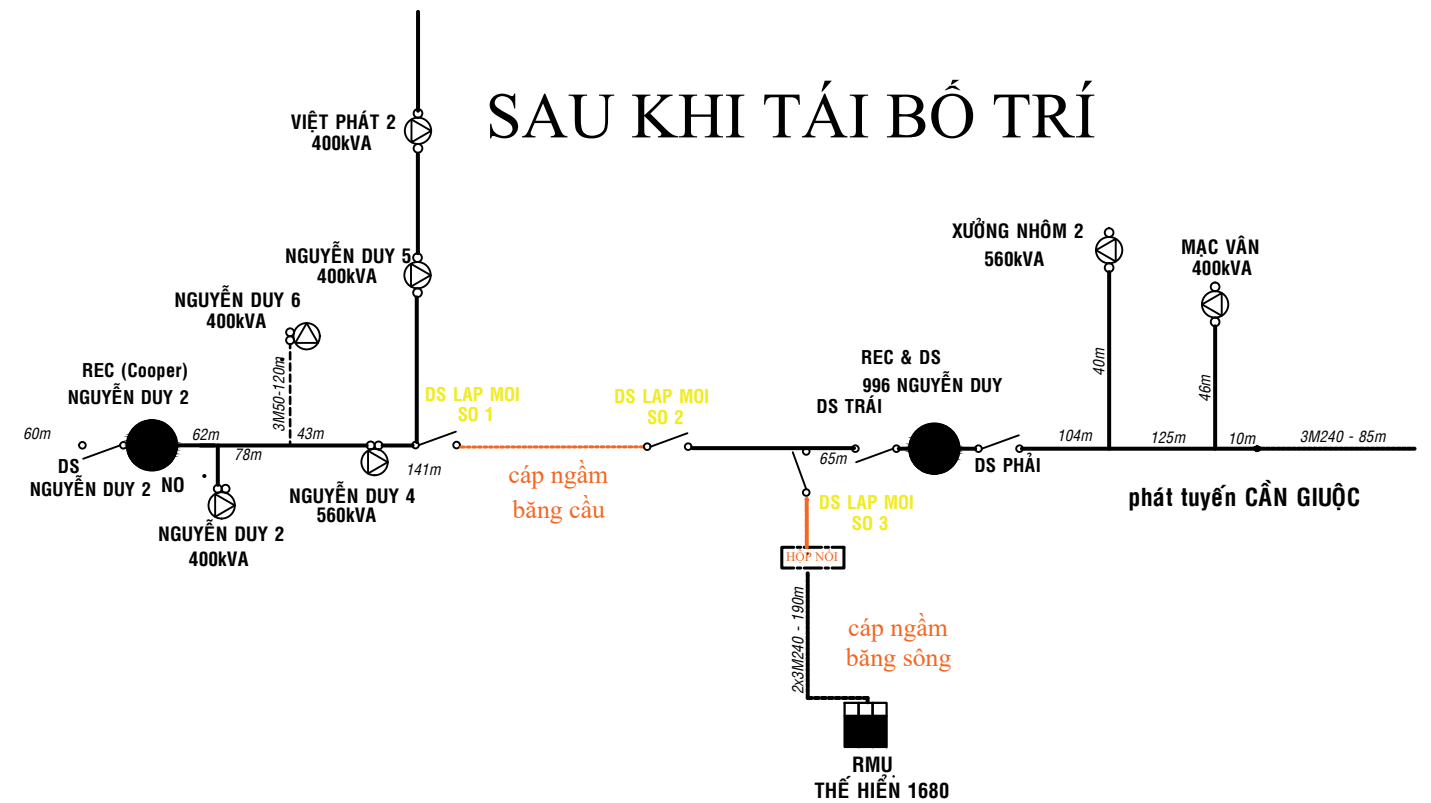 SAU KHI TÁI BỐ TRÍ
VIỆT PHÁT 2
400kVA
NGUYỄN DUY 5
400kVA
NGUYỄN DUY 6
400kVA
3M50-120m
REC (Cooper)
NGUYỄN DUY 2
60m
DS
NGUYỄN DUY 2
NO
62m
78m
43m
NGUYỄN DUY 2
400kVA
NGUYỄN DUY 4
560kVA
141m
DS LAP MOI
SO 1
cáp ngầm
băng cầu
DS LAP MOI
SO 2
DS TRÁI
65m
REC & DS
996 NGUYỄN DUY
DS PHẢI
DS LAP MOI
SO 3
HỘP NỐI
2x3M240 - 190m
cáp ngầm
băng sông
RMỤ
THẾ HIỂN 1680
XƯỞNG NHÔM 2
560kVA
40m
MẠC VÂN
400kVA
46m
104m
125m
10m
3M240 - 85m
phát tuyến CẦN GIUỘC